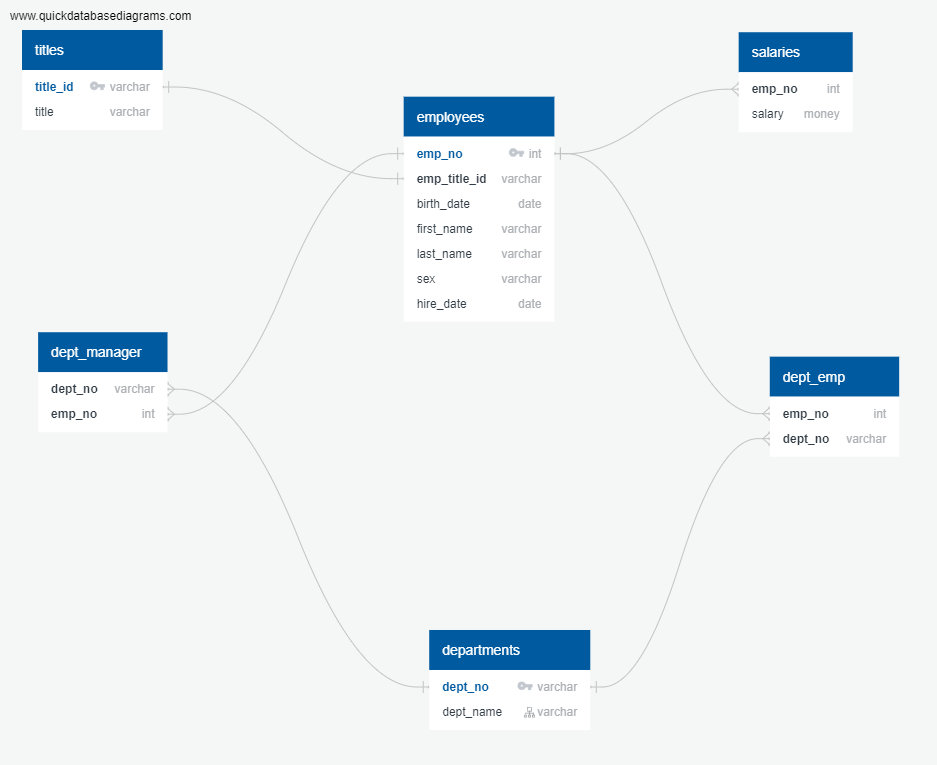 www.quickdatabasediagrams.com
titles
title_id varchar
title varchar
salaries
emp_no int
salary money
employees
emp_no int
emp_title_id varchar
birth_date date
first_name varchar
last_name varchar
sex varchar
hire_date date
dept_manager
dept_no varchar
emp_no int
dept_emp
emp_no int
dept_no varchar
departments
dept_no varchar
dept_name varchar